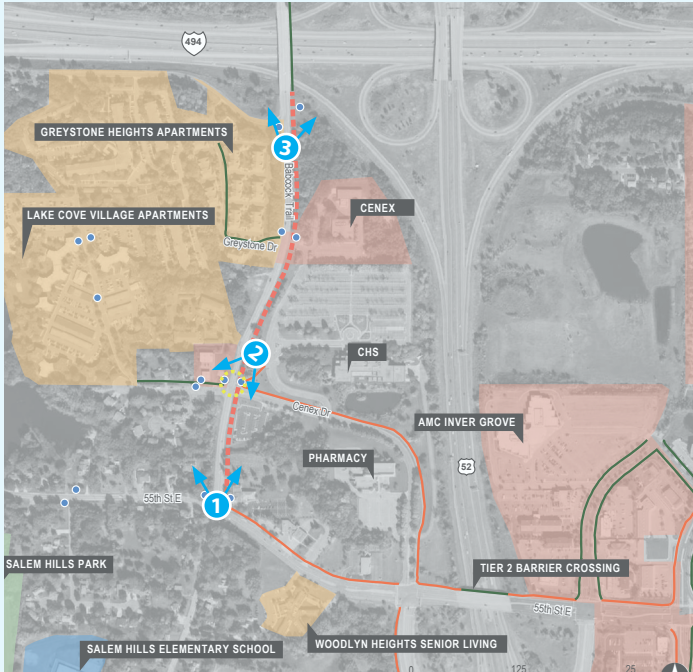 494
GREYSTONE HEIGHTS APARTMENTS
3
Babcock Trail
LAKE COVE VILLAGE APARTMENTS
CENEX
Greystone Dr
2
CHS
Cenex Dr
AMC INVER GROVE
PHARMACY
52
55th St E
1
SALEM HILLS PARK
TIER 2 BARRIER CROSSING
55th St E
WOODLYN HEIGHTS SENIOR LIVING
SALEM HILLS ELEMENTARY SCHOOL
0 125 25